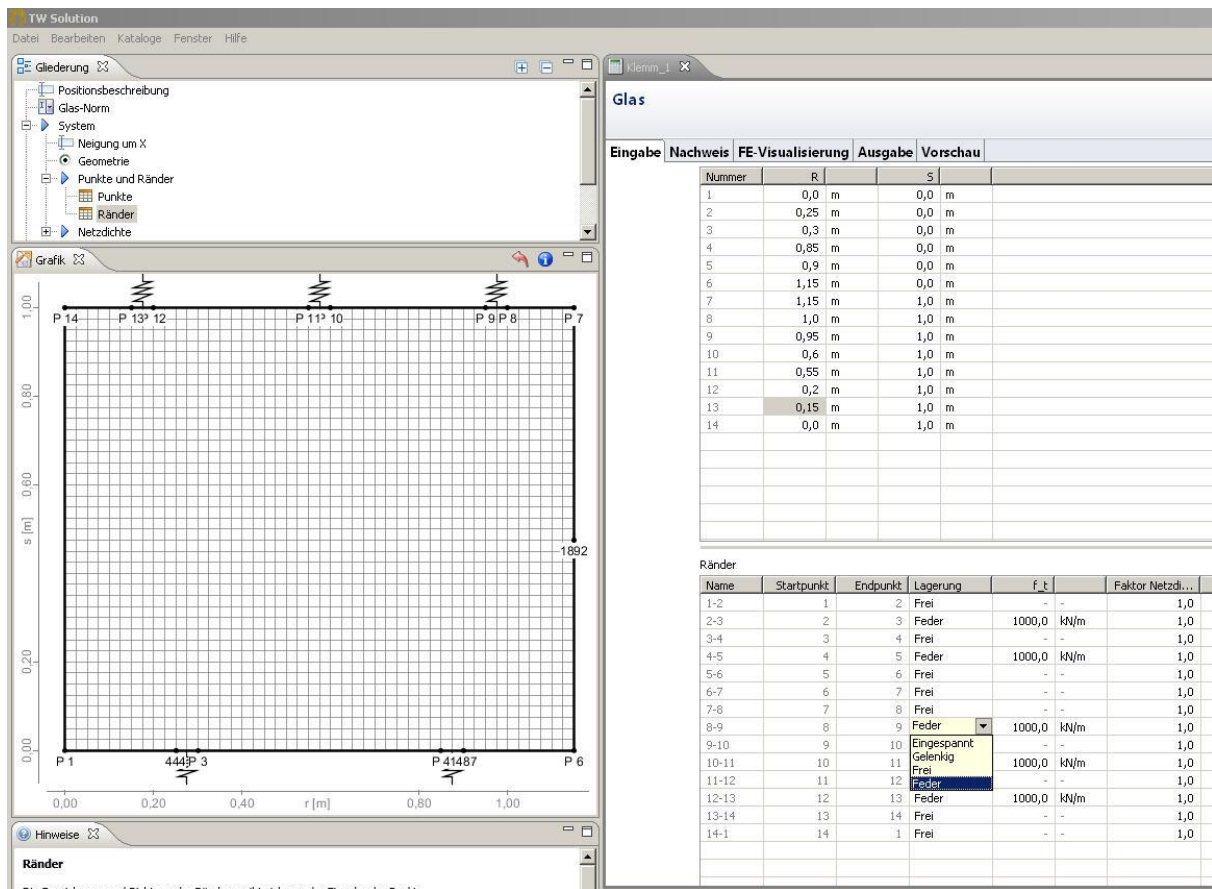 TW Solution
Datei Bearbeiten Kataloge Fenster Hilfe
Gliederung
Positionsbeschreibung
Glas-Norm
System
Neigung um X
Geometrie
Punkte und Ränder
Punkte
Ränder
Netzdichte
Grafik
1,00
0,80
0,60
s [m]
0,20
0,00
P 14 P 13 12 P 11 10 P 9 P 8 P 7
1892
P 1 P 3 P 6
0,00 0,20 0,40 r [m] 0,80 1,00
Hinweise
Ränder
Klemm_1
Glas
Eingabe Nachweis FE-Visualisierung Ausgabe Vorschau
Nummer R S
1 0,0 m 0,0 m
2 0,25 m 0,0 m
3 0,3 m 0,0 m
4 0,85 m 0,0 m
5 0,9 m 0,0 m
6 1,15 m 0,0 m
7 1,15 m 1,0 m
8 1,0 m 1,0 m
9 0,95 m 1,0 m
10 0,6 m 1,0 m
11 0,55 m 1,0 m
12 0,2 m 1,0 m
13 0,15 m 1,0 m
14 0,0 m 1,0 m
Ränder
Name Startpunkt Endpunkt Lagerung f_t Faktor Netzdi...
1-2 1 2 Frei - - 1,0
2-3 2 3 Feder 1000,0 kN/m 1,0
3-4 3 4 Frei - - 1,0
4-5 4 5 Feder 1000,0 kN/m 1,0
5-6 5 6 Frei - - 1,0
6-7 6 7 Frei - - 1,0
7-8 7 8 Frei - - 1,0
8-9 8 9 Feder 1000,0 kN/m 1,0
9-10 9 10 - - 1,0
10-11 10 11 1000,0 kN/m 1,0
11-12 11 12 - - 1,0
12-13 12 13 Feder 1000,0 kN/m 1,0
13-14 13 14 Frei - - 1,0
14-1 14 1 Frei - - 1,0
Eingespannt
Gelenkig
Frei
Feder